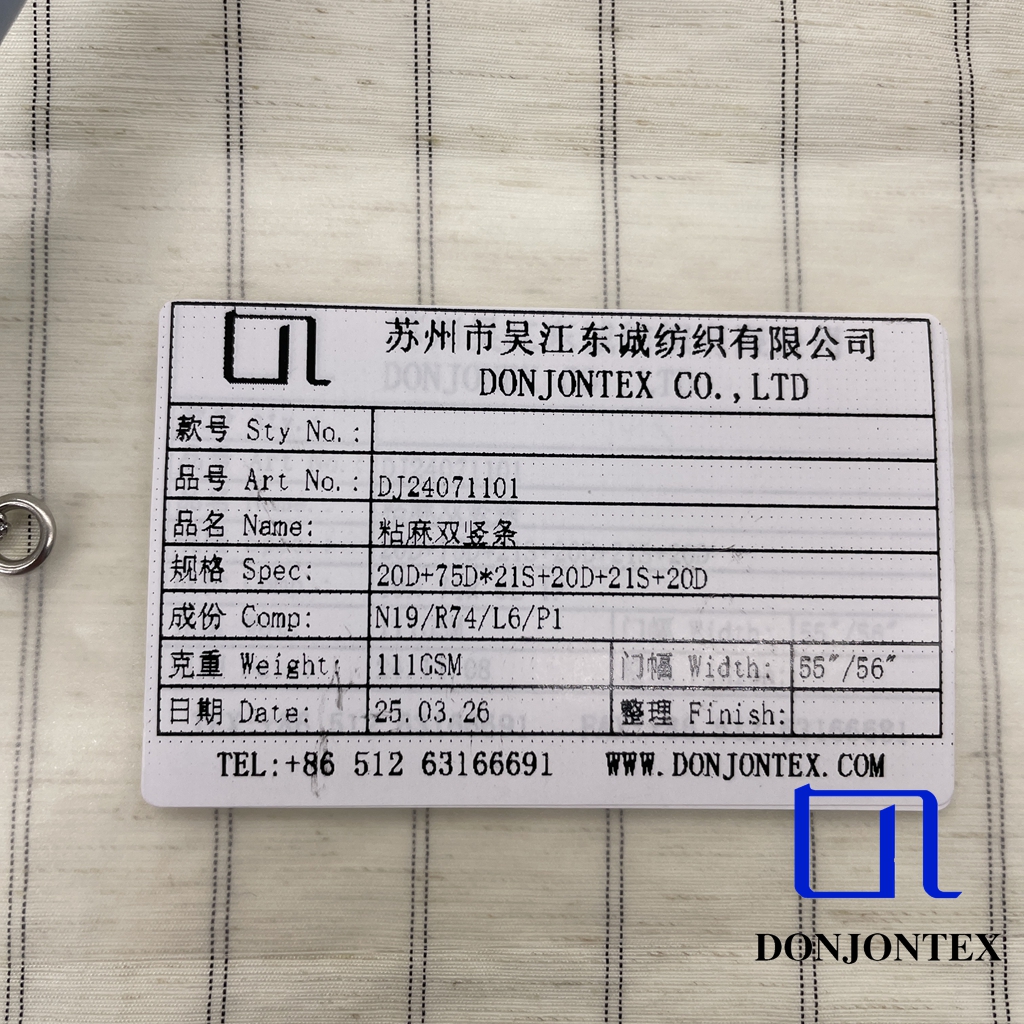 苏州市吴江东诚纺织有限公司
DONJONTEX CO.,LTD
款号 Sty No.:
品号 Art No.: DJ24071101
品名 Name: 粘麻双竖条
规格 Spec: 20D+75D*21S+20D+21S+20D
成份 Comp: N19/R74/L6/P1
克重 Weight: 111GSM 门幅 Width: 55"/56"
日期 Date: 25.03.26 整理 Finish:
TEL:+86 512 63166691 WWW.DONJONTEX.COM
DONJONTEX